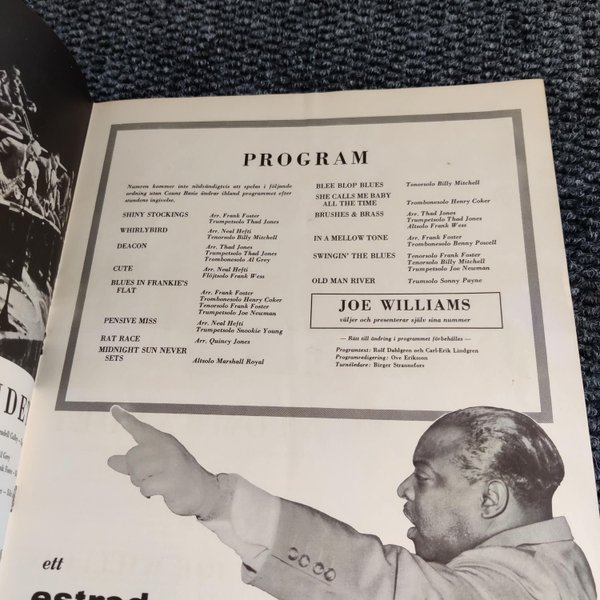 PROGRAM
Numren kommer inte nödvändigtvis att spelas i följande
ordning utan Count Basie ändrar ibland programmet efter
stundens ingivelse.
SHINY STOCKINGS Arr. Frank Foster
Trumpetsolo Thad Jones
WHIRLYBIRD Arr. Neal Hefti
Tenorsolo Billy Mitchell
DEACON Arr. Thad Jones
Trumpetsolo Thad Jones
Trombonesolo Al Grey
CUTE Arr. Neal Hefti
Flöjtsolo Frank Wess
BLUES IN FRANKIE'S
FLAT Arr. Frank Foster
Trombonesolo Henry Coker
Tenorsolo Frank Foster
Trumpetsolo Joe Newman
PENSIVE MISS Arr. Neal Hefti
Trumpetsolo Snookie Young
RAT RACE Arr. Quincy Jones
MIDNIGHT SUN NEVER
SETS Altsolo Marshall Royal
BLEE BLOP BLUES Tenorsolo Billy Mitchell
SHE CALLS ME BABY
ALL THE TIME Trombonesolo Henry Coker
BRUSHES & BRASS Arr. Thad Jones
Trumpetsolo Thad Jones
Altsolo Frank Wess
IN A MELLOW TONE Arr. Frank Foster
Trombonesolo Benny Powell
SWINGIN' THE BLUES Tenorsolo Frank Foster
Tenorsolo Billy Mitchell
Trumpetsolo Joe Newman
OLD MAN RIVER Trumsolo Sonny Payne
JOE WILLIAMS
väljer och presenterar själv sina nummer
— Rätt till ändring i programmet förbehålles —
Programtext: Rolf Dahlgren och Carl-Erik Lindgren
Programredigering: Ove Eriksson
Turnéledare: Birger Strannefors
ett
estrad